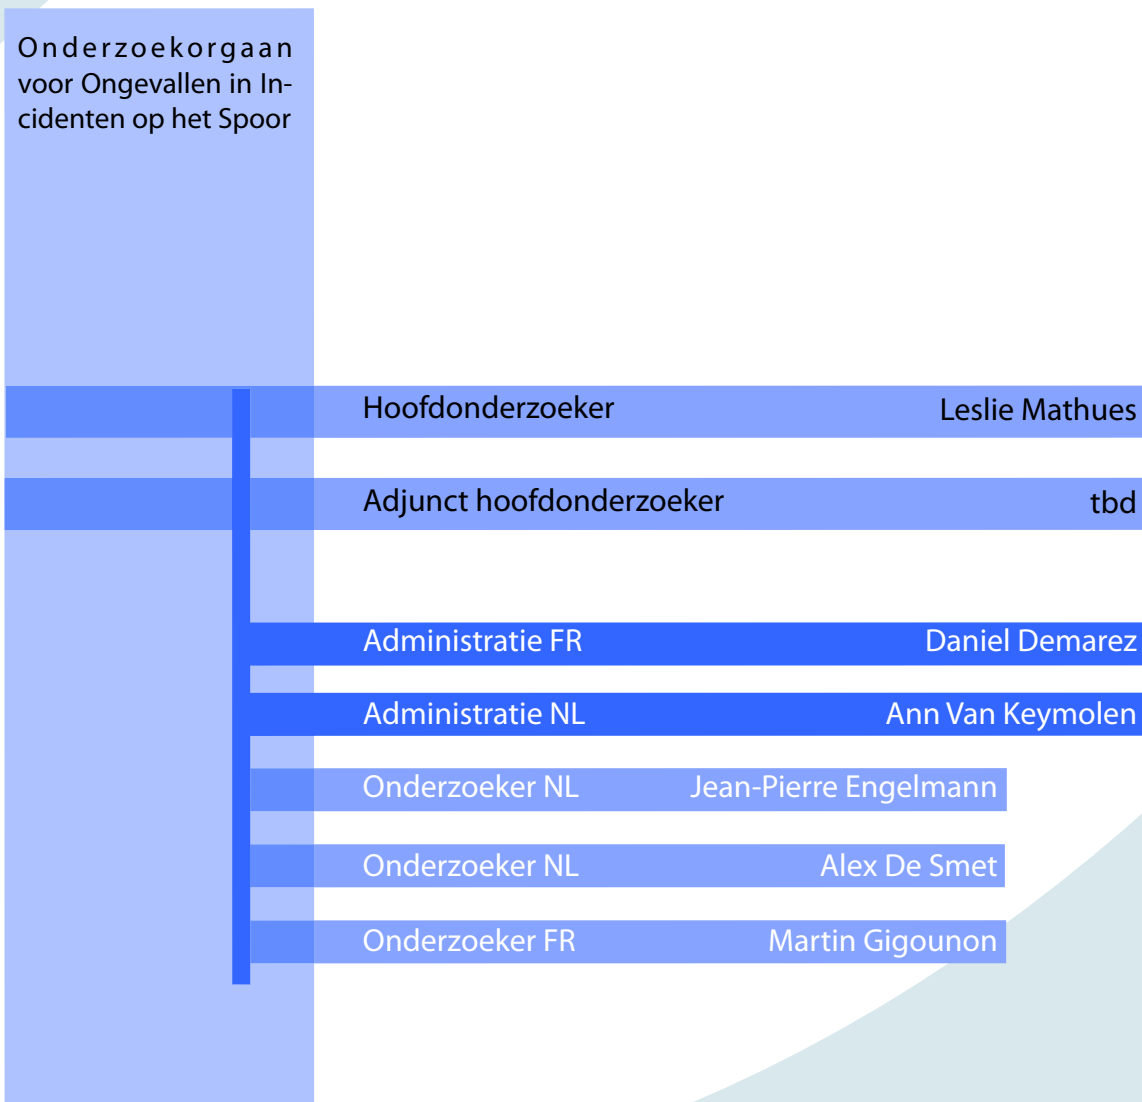 Onderzoekorgaan
voor Ongevallen in In-
cidenten op het Spoor
Hoofdonderzoeker Leslie Mathues
Adjunct hoofdonderzoeker tbd
Administratie FR Daniel Demarez
Administratie NL Ann Van Keymolen
Onderzoeker NL Jean-Pierre Engelmann
Onderzoeker NL Alex De Smet
Onderzoeker FR Martin Gigounon